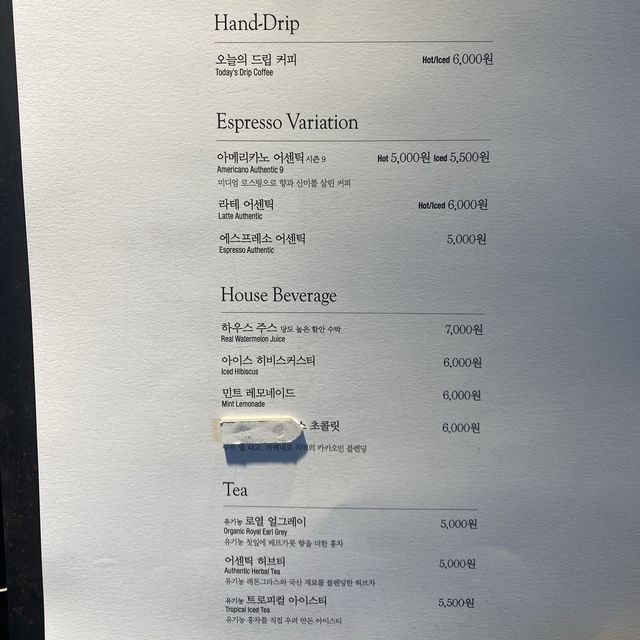 Hand-Drip
오늘의 드립 커피 Hot/Iced 6,000원
Today's Drip Coffee
Espresso Variation
아메리카노 어센틱 시즌 9 Hot 5,000원 Iced 5,500원
Americano Authentic 9
미디엄 로스팅으로 향과 산미를 살린 커피
라테 어센틱 Hot/Iced 6,000원
Latte Authentic
에스프레소 어센틱 5,000원
Espresso Authentic
House Beverage
하우스 주스 당도 높은 함안 수박 7,000원
Real Watermelon Juice
아이스 히비스커스티 6,000원
Iced Hibiscus
민트 레모네이드 6,000원
Mint Lemonade
스 초콜릿 6,000원
카카오빈 블렌딩
Tea
유기농 로열 얼그레이 5,000원
Organic Royal Earl Grey
유기농 찻잎에 베르가못 향을 더한 홍차
어센틱 허브티 5,000원
Authentic Herbal Tea
유기농 레몬그라스와 국산 재료를 블렌딩한 허브차
유기농 트로피컬 아이스티 5,500원
Tropical Iced Tea
유기농 홍차를 직접 우려 만든 아이스티